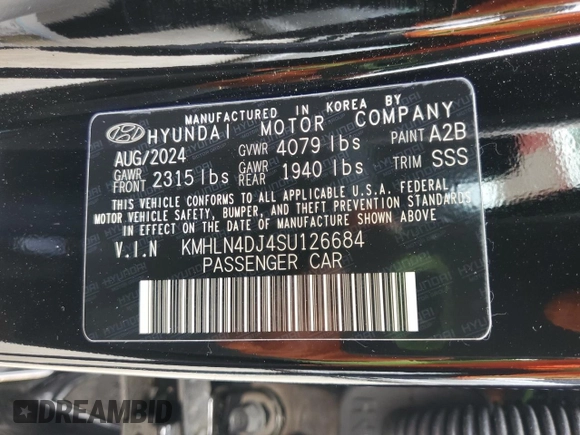 MANUFACTURED IN KOREA BY
HYUNDAI MOTOR COMPANY
AUG/2024 GVWR 4079 lbs PAINT A2B
GAWR FRONT 2315 lbs GAWR REAR 1940 lbs TRIM SSS
THIS VEHICLE CONFORMS TO ALL APPLICABLE U.S.A. FEDERAL
MOTOR VEHICLE SAFETY, BUMPER, AND THEFT PREVENTION STANDARDS
IN EFFECT ON THE DATE OF MANUFACTURE SHOWN ABOVE.
V.I.N KMHLN4DJ4SU126684
PASSENGER CAR
DREAMBID